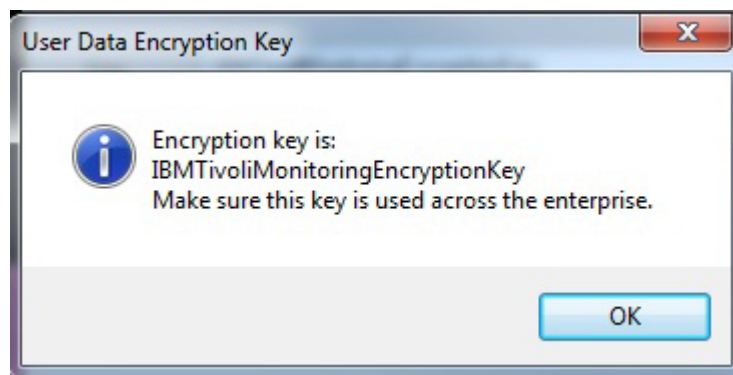 User Data Encryption Key
Encryption key is:
IBMTivoliMonitoringEncryptionKey
Make sure this key is used across the enterprise.
OK